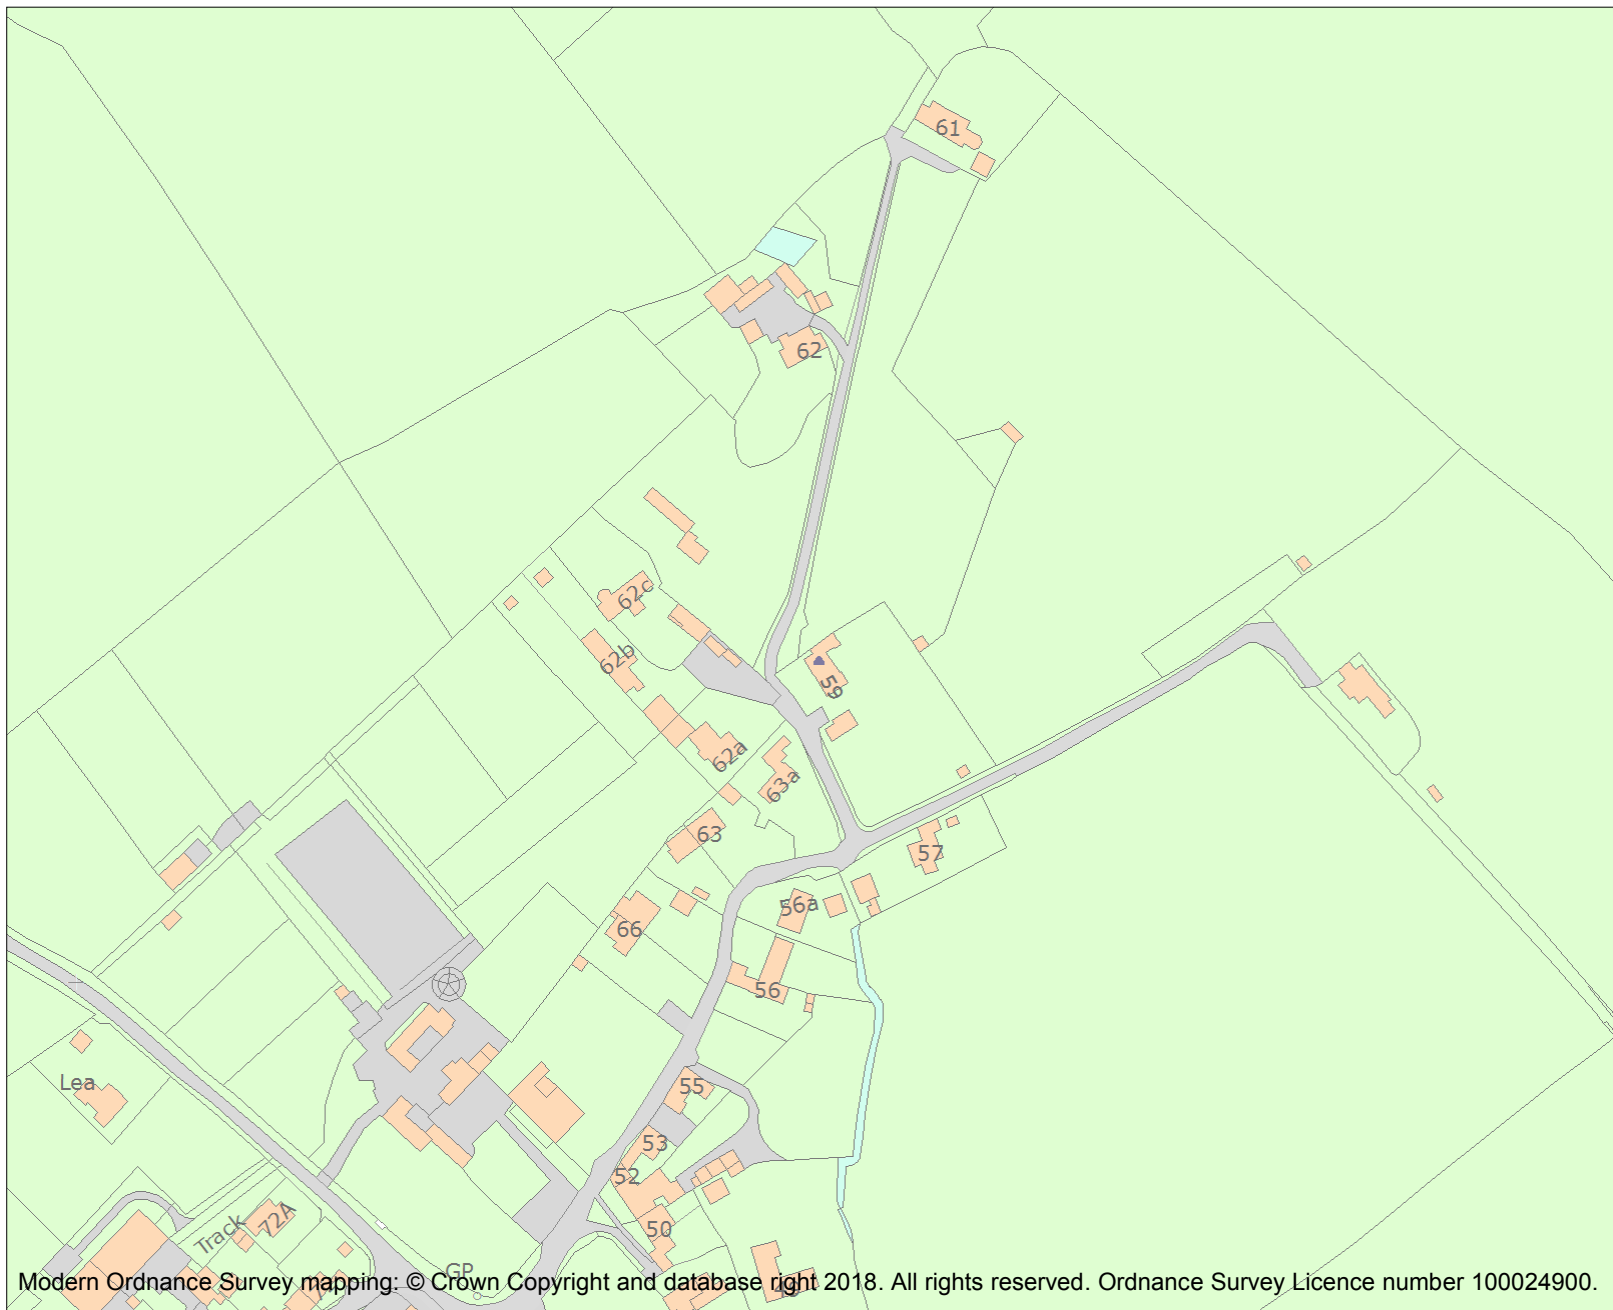 61
62
62c
62b
59
62a
63a
63
57
56a
66
56
Lea
55
53
52
72A
Track
50
GP
Modern Ordnance Survey mapping: © Crown Copyright and database right 2018. All rights reserved. Ordnance Survey Licence number 100024900.